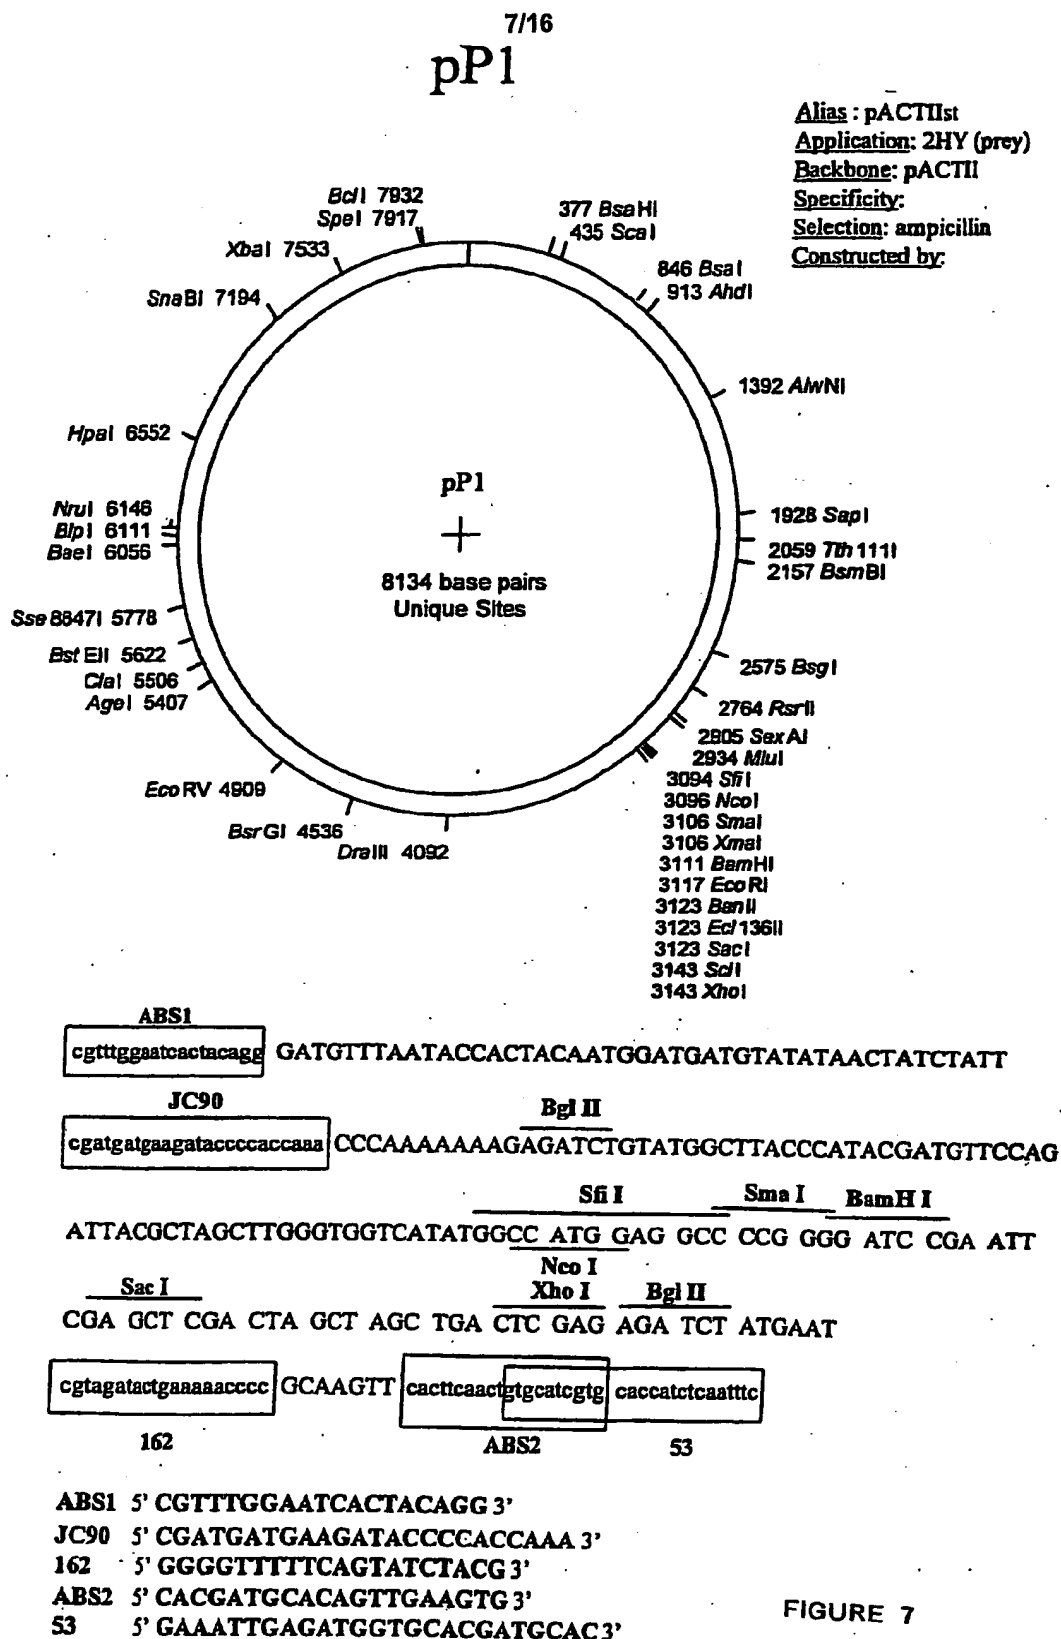 7/16
pP1
Alias : pACTIIst
Application: 2HY (prey)
Backbone: pACTII
Specificity:
Selection: ampicillin
Constructed by:
BclI 7932
SpeI 7917
XbaI 7533
SnaBI 7194
HpaI 6552
NruI 6146
BlpI 6111
BaeI 6056
Sse8647I 5778
BstEII 5622
ClaI 5506
AgeI 5407
EcoRV 4909
BsrGI 4536
DraIII 4092
377 BsaHI
435 ScaI
846 BsaI
913 AhdI
1392 AlwNI
1928 SapI
2059 Tth111I
2157 BsmBI
2575 BsgI
2764 RsrII
2805 SexAI
2934 MluI
3094 SfiI
3096 NcoI
3106 SmaI
3106 XmaI
3111 BamHI
3117 EcoRI
3123 BanII
3123 Ecl136II
3123 SacI
3143 SciI
3143 XhoI
pP1
8134 base pairs
Unique Sites
ABS1
cgtttggaatcactacagg GATGTTTAATACCACTACAATGGATGATGTATATAACTATCTATT
JC90 Bgl II
cgatgatgaagataccccaccaaa CCCAAAAAAAGAGATCTGTATGGCTTACCCATACGATGTTCCAG
Sfi I Sma I BamH I
ATTACGCTAGCTTGGGTGGTCATATGGCC ATG GAG GCC CCG GGG ATC CGA ATT
Nco I
Sac I Xho I Bgl II
CGA GCT CGA CTA GCT AGC TGA CTC GAG AGA TCT ATGAAT
cgtagatactgaaaaacccc GCAAGTT cacttcaactgtgcatcgtg caccatctcaatttc
162 ABS2 53
ABS1 5' CGTTTGGAATCACTACAGG 3'
JC90 5' CGATGATGAAGATACCCCACCAAA 3'
162 5' GGGGTTTTTCAGTATCTACG 3'
ABS2 5' CACGATGCACAGTTGAAGTG 3'
53 5' GAAATTGAGATGGTGCACGATGCAC 3'
FIGURE 7